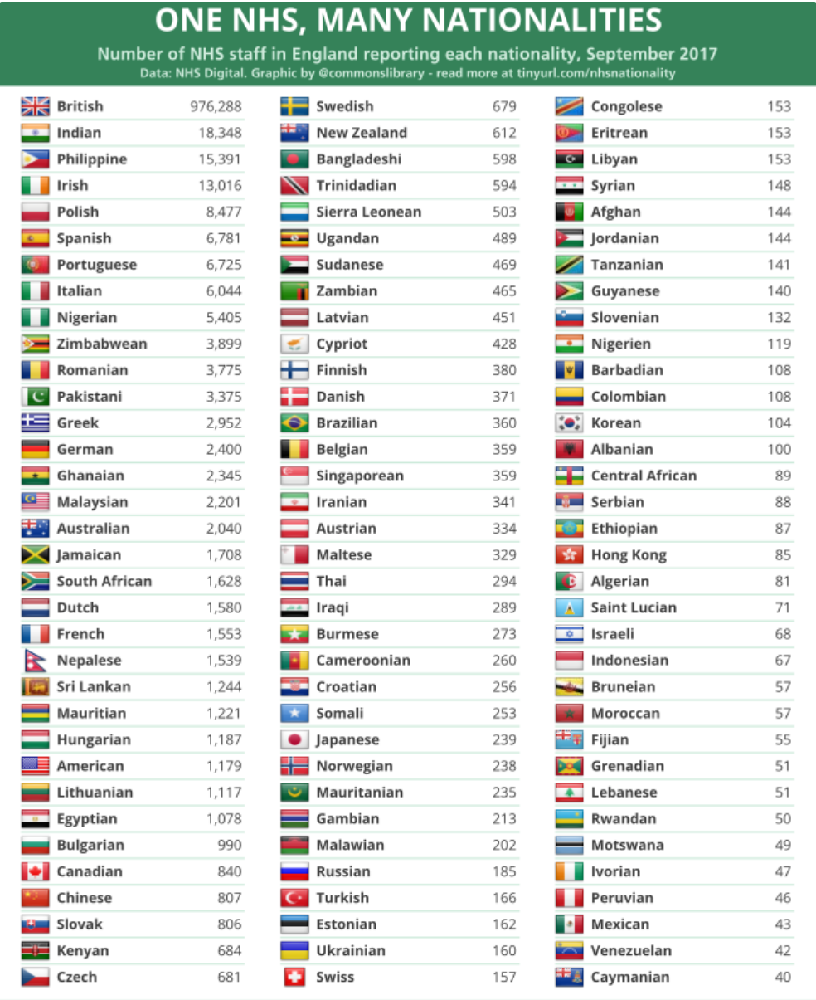 ONE NHS, MANY NATIONALITIES
Number of NHS staff in England reporting each nationality, September 2017
Data: NHS Digital. Graphic by @commonslibrary - read more at tinyurl.com/nhsnationality
British 976,288
Indian 18,348
Philippine 15,391
Irish 13,016
Polish 8,477
Spanish 6,781
Portuguese 6,725
Italian 6,044
Nigerian 5,405
Zimbabwean 3,899
Romanian 3,775
Pakistani 3,375
Greek 2,952
German 2,400
Ghanaian 2,345
Malaysian 2,201
Australian 2,040
Jamaican 1,708
South African 1,628
Dutch 1,580
French 1,553
Nepalese 1,539
Sri Lankan 1,244
Mauritian 1,221
Hungarian 1,187
American 1,179
Lithuanian 1,117
Egyptian 1,078
Bulgarian 990
Canadian 840
Chinese 807
Slovak 806
Kenyan 684
Czech 681
Swedish 679
New Zealand 612
Bangladeshi 598
Trinidadian 594
Sierra Leonean 503
Ugandan 489
Sudanese 469
Zambian 465
Latvian 451
Cypriot 428
Finnish 380
Danish 371
Brazilian 360
Belgian 359
Singaporean 359
Iranian 341
Austrian 334
Maltese 329
Thai 294
Iraqi 289
Burmese 273
Cameroonian 260
Croatian 256
Somali 253
Japanese 239
Norwegian 238
Mauritanian 235
Gambian 213
Malawian 202
Russian 185
Turkish 166
Estonian 162
Ukrainian 160
Swiss 157
Congolese 153
Eritrean 153
Libyan 153
Syrian 148
Afghan 144
Jordanian 144
Tanzanian 141
Guyanese 140
Slovenian 132
Nigerien 119
Barbadian 108
Colombian 108
Korean 104
Albanian 100
Central African 89
Serbian 88
Ethiopian 87
Hong Kong 85
Algerian 81
Saint Lucian 71
Israeli 68
Indonesian 67
Bruneian 57
Moroccan 57
Fijian 55
Grenadian 51
Lebanese 51
Rwandan 50
Motswana 49
Ivorian 47
Peruvian 46
Mexican 43
Venezuelan 42
Caymanian 40